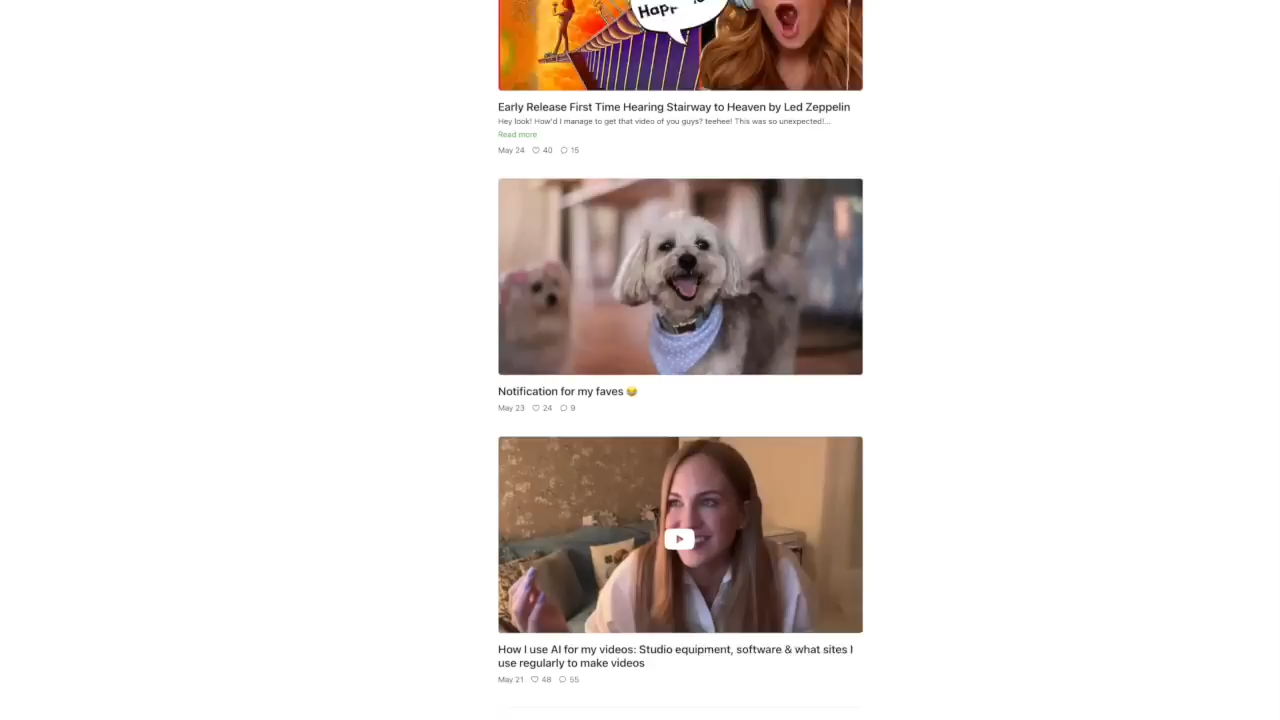 Early Release First Time Hearing Stairway to Heaven by Led Zeppelin
Hey look! How'd I manage to get that video of you guys? teehee! This was so unexpected!...
Read more
May 24 40 15
Notification for my faves 😂
May 23 24 9
How I use AI for my videos: Studio equipment, software & what sites I
use regularly to make videos
May 21 48 55